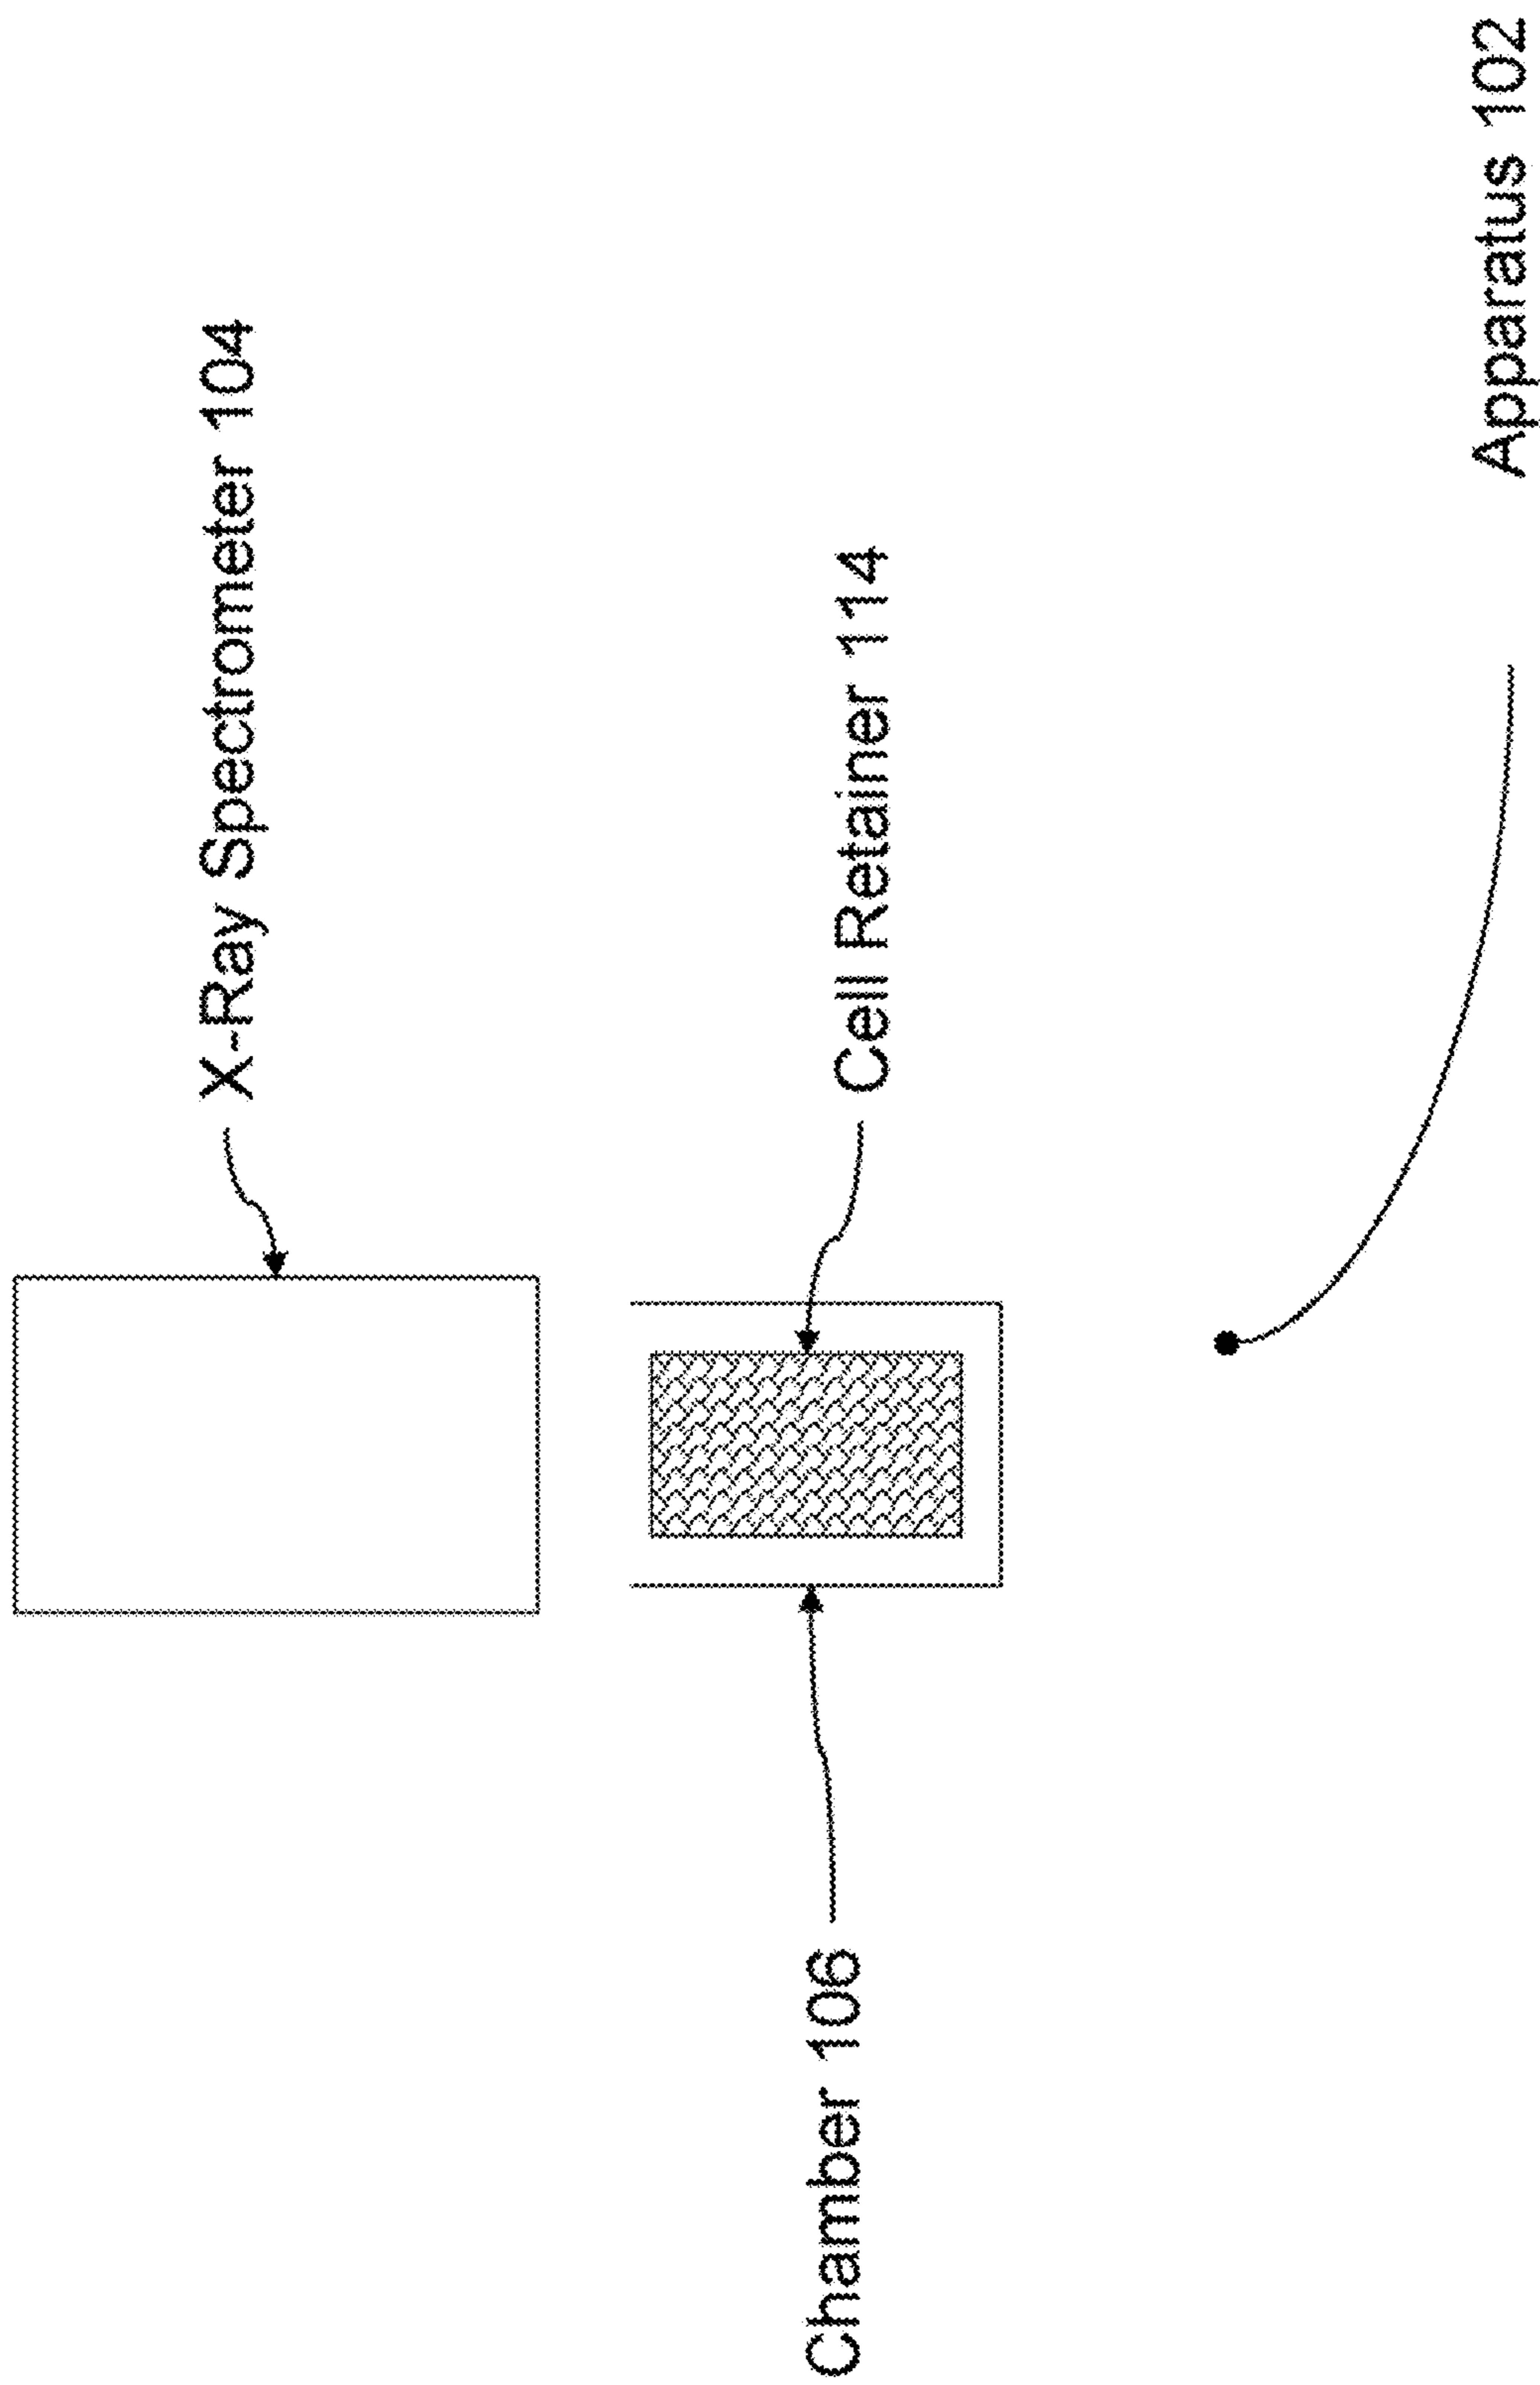 X-Ray Spectrometer 104
Chamber 106
Cell Retainer 114
Apparatus 102